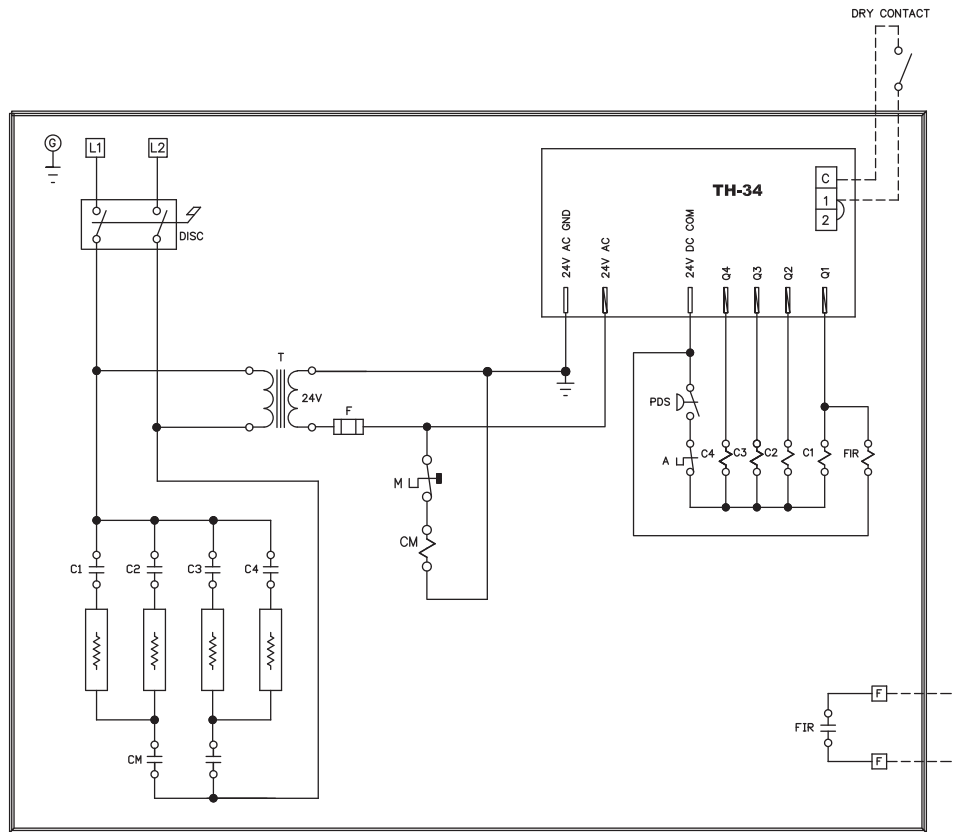 DRY CONTACT
G
L1
L2
DISC
TH-34
C
1
2
24V AC GND
24V AC
24V DC COM
Q4
Q3
Q2
Q1
T
24V
F
PDS
A
C4
C3
C2
C1
FIR
M
CM
C1
C2
C3
C4
CM
FIR
F
F